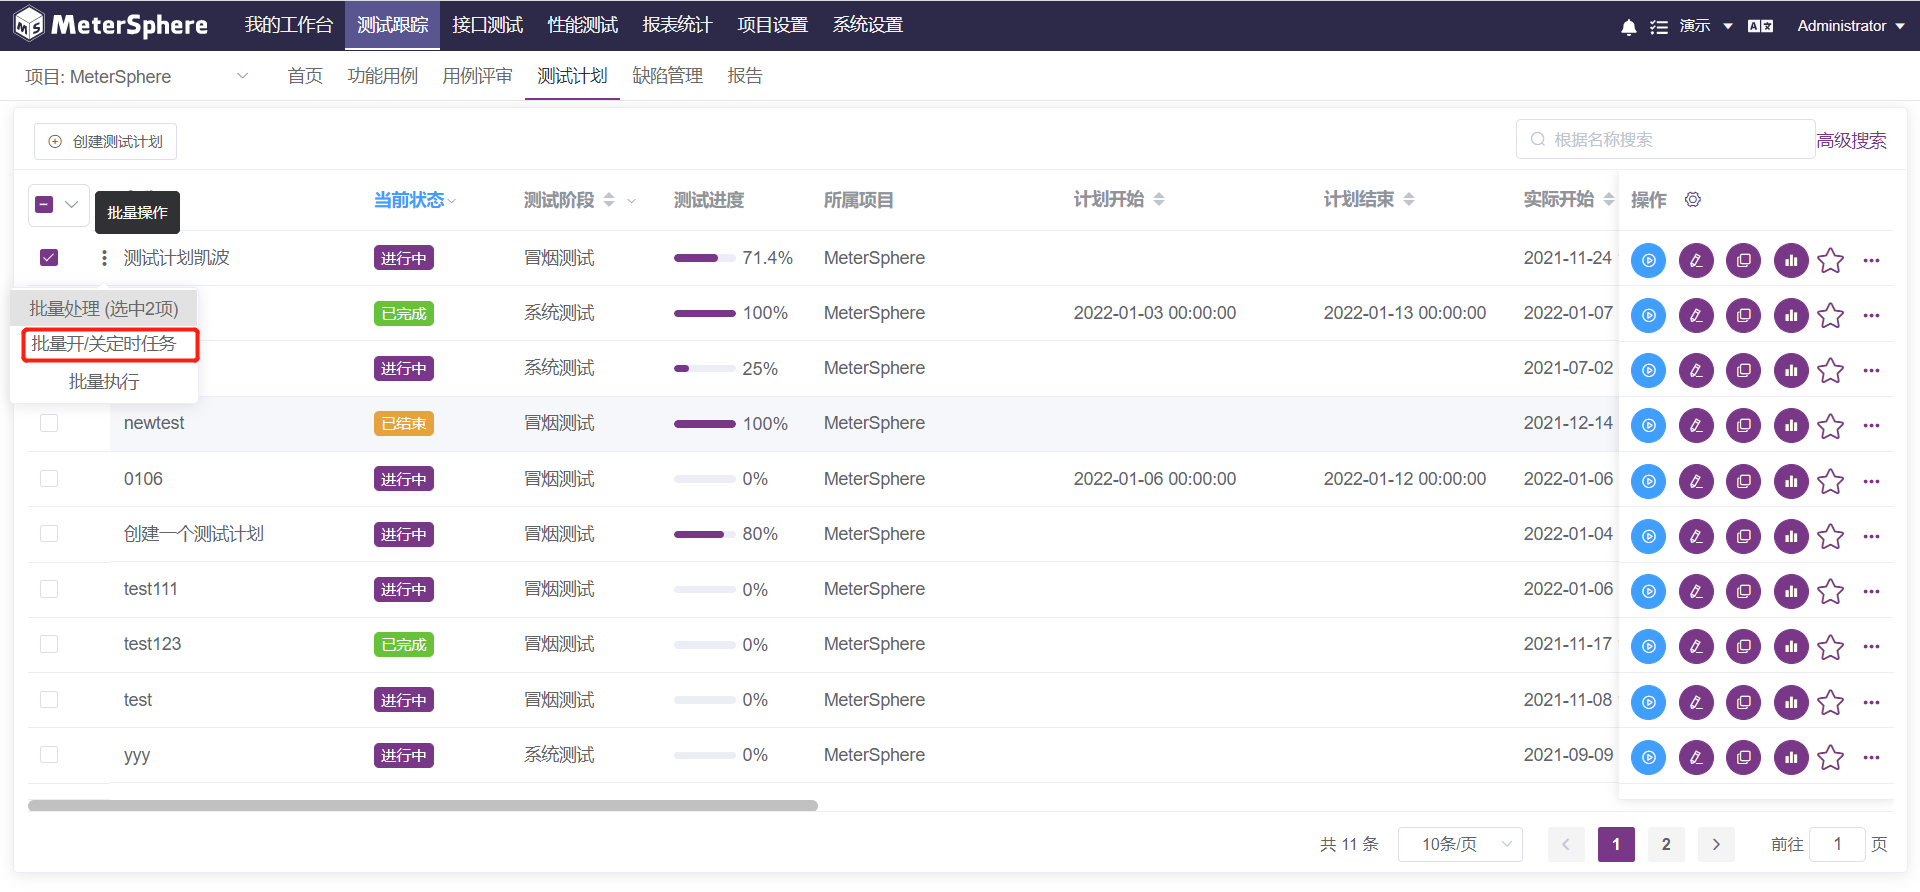 MeterSphere 我的工作台 测试跟踪 接口测试 性能测试 报表统计 项目设置 系统设置 演示 Administrator
项目: MeterSphere 首页 功能用例 用例评审 测试计划 缺陷管理 报告
创建测试计划 根据名称搜索 高级搜索
批量操作 当前状态 测试阶段 测试进度 所属项目 计划开始 计划结束 实际开始 操作
测试计划凯波 进行中 冒烟测试 71.4% MeterSphere 2021-11-24
批量处理 (选中2项) 已完成 系统测试 100% MeterSphere 2022-01-03 00:00:00 2022-01-13 00:00:00 2022-01-07
批量开/关定时任务
进行中 系统测试 25% MeterSphere 2021-07-02
批量执行
newtest 已结束 冒烟测试 100% MeterSphere 2021-12-14
0106 进行中 冒烟测试 0% MeterSphere 2022-01-06 00:00:00 2022-01-12 00:00:00 2022-01-06
创建一个测试计划 进行中 冒烟测试 80% MeterSphere 2022-01-04
test111 进行中 冒烟测试 0% MeterSphere 2022-01-06
test123 已完成 冒烟测试 0% MeterSphere 2021-11-17
test 进行中 冒烟测试 0% MeterSphere 2021-11-08
yyy 进行中 系统测试 0% MeterSphere 2021-09-09
共 11 条 10条/页 1 2 前往 1 页